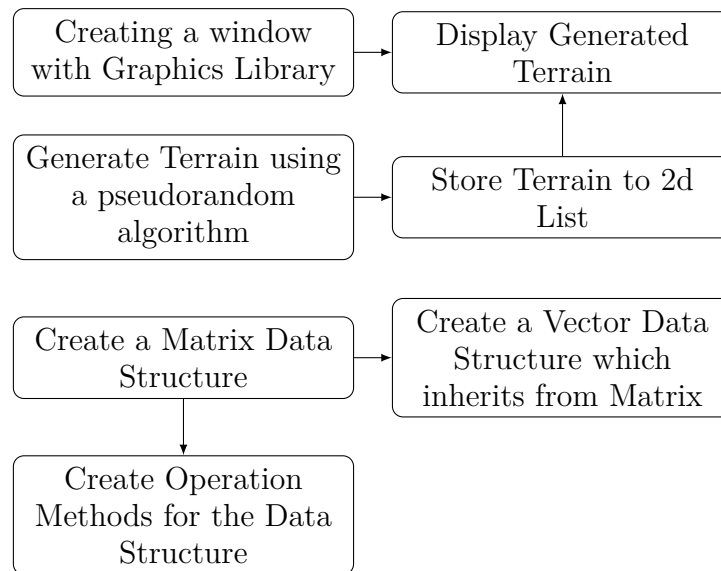 Creating a window
with Graphics Library
Display Generated
Terrain
Generate Terrain using
a pseudorandom
algorithm
Store Terrain to 2d
List
Create a Matrix Data
Structure
Create a Vector Data
Structure which
inherits from Matrix
Create Operation
Methods for the Data
Structure